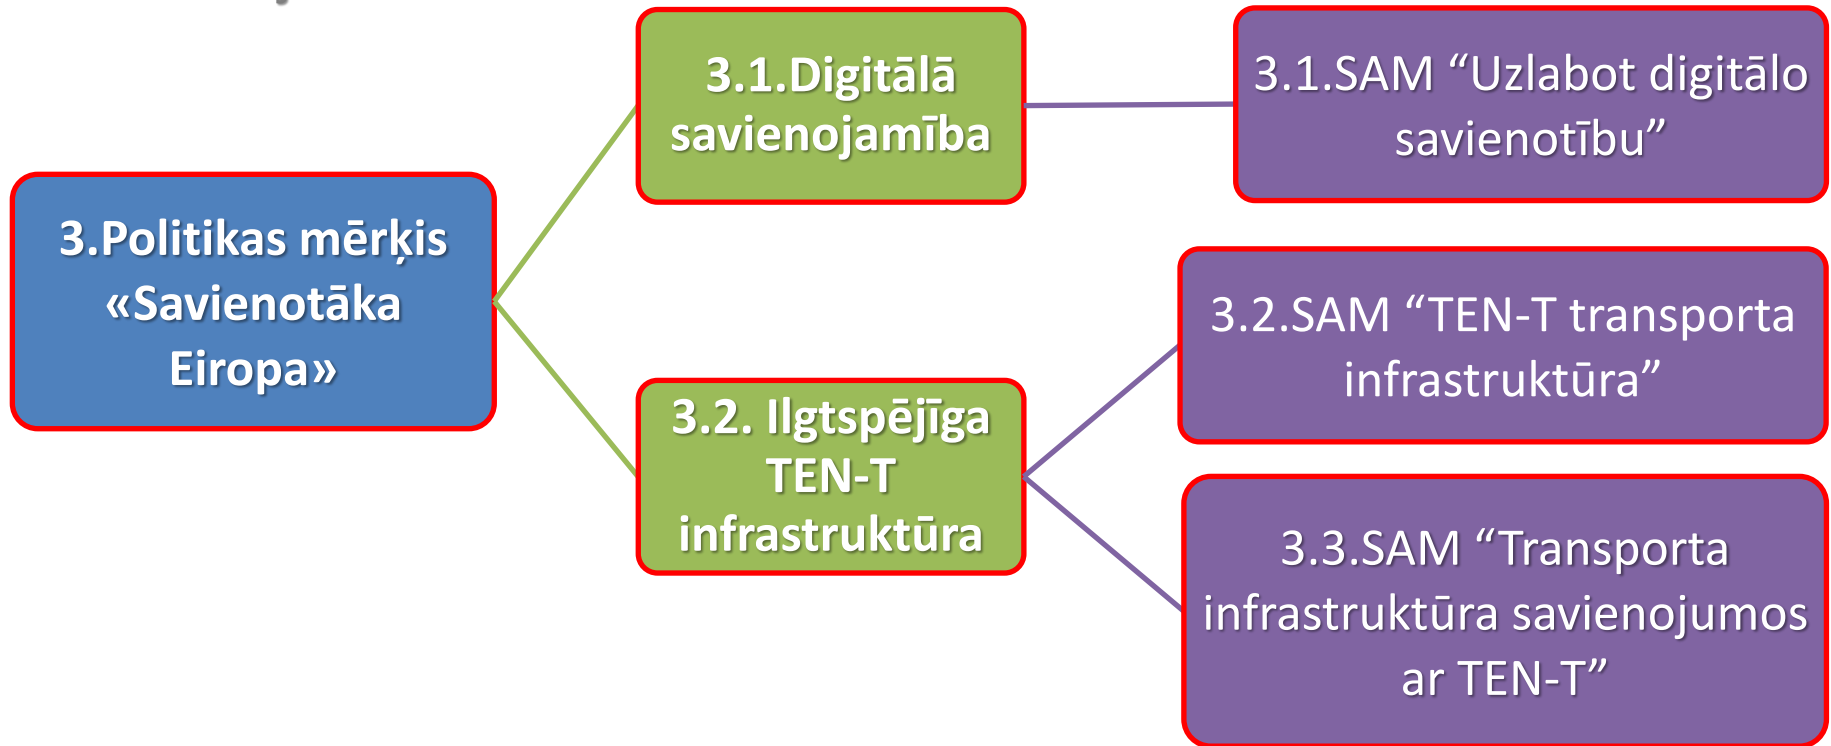 3.Politikas mērķis
«Savienotāka
Eiropa»
3.1.Digitālā
savienojamība
3.1.SAM “Uzlabot digitālo
savienotību”
3.2. Ilgtspējīga
TEN-T
infrastruktūra
3.2.SAM “TEN-T transporta
infrastruktūra”
3.3.SAM “Transporta
infrastruktūra savienojumos
ar TEN-T”